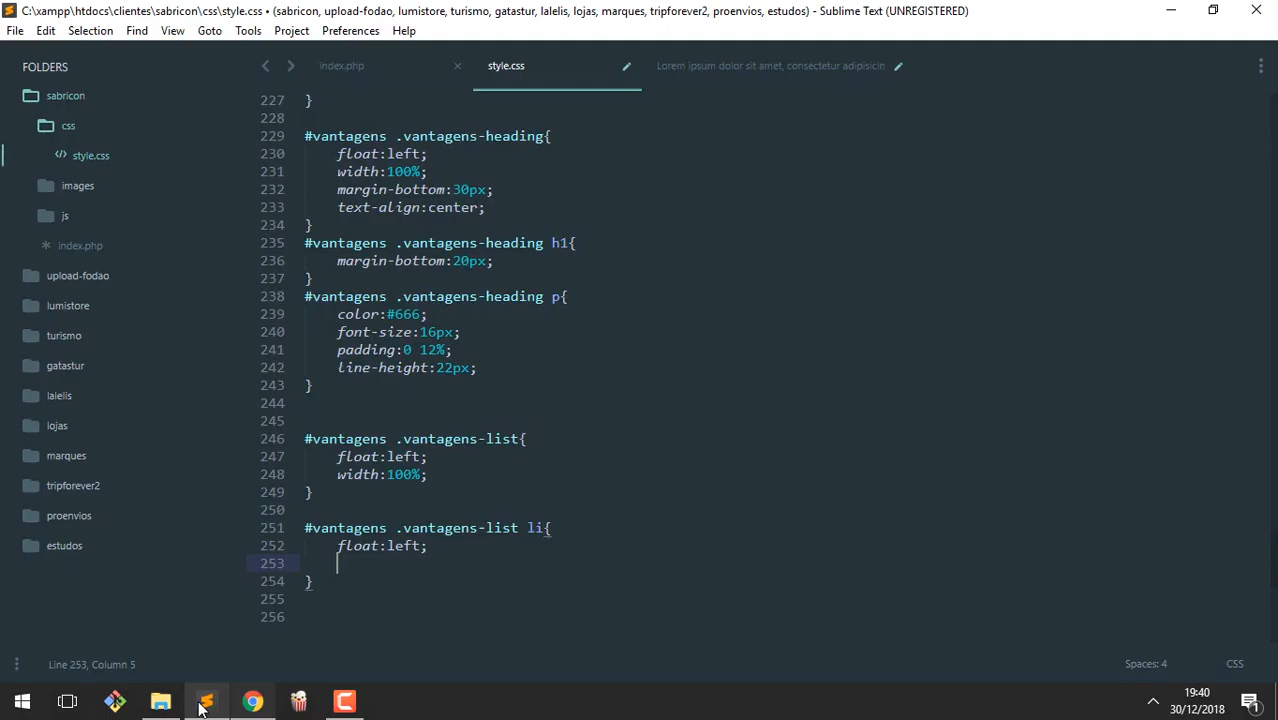 C:\xampp\htdocs\clientes\sabricon\css\style.css • (sabricon, upload-fodao, lumistore, turismo, gatastur, lalelis, lojas, marques, tripforever2, proenvios, estudos) - Sublime Text (UNREGISTERED)
File Edit Selection Find View Goto Tools Project Preferences Help
FOLDERS
sabricon
css
style.css
images
js
index.php
upload-fodao
lumistore
turismo
gatastur
lalelis
lojas
marques
tripforever2
proenvios
estudos
index.php style.css Lorem ipsum dolor sit amet, consectetur adipisicin
227 }
228
229 #vantagens .vantagens-heading{
230 float:left;
231 width:100%;
232 margin-bottom:30px;
233 text-align:center;
234 }
235 #vantagens .vantagens-heading h1{
236 margin-bottom:20px;
237 }
238 #vantagens .vantagens-heading p{
239 color:#666;
240 font-size:16px;
241 padding:0 12%;
242 line-height:22px;
243 }
244
245
246 #vantagens .vantagens-list{
247 float:left;
248 width:100%;
249 }
250
251 #vantagens .vantagens-list li{
252 float:left;
253
254 }
255
256
Line 253, Column 5 Spaces: 4 CSS
19:40
30/12/2018
1